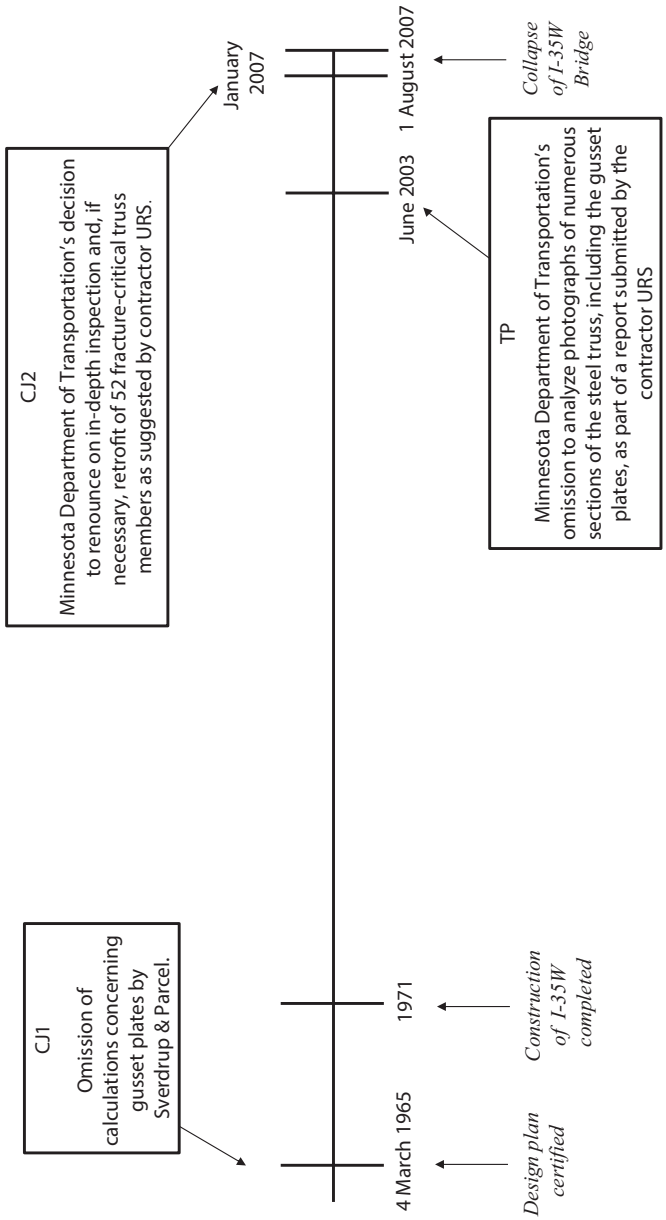 CJ1
Omission of
calculations concerning
gusset plates by
Sverdrup & Parcel.
CJ2
Minnesota Department of Transportation's decision
to renounce on in-depth inspection and, if
necessary, retrofit of 52 fracture-critical truss
members as suggested by contractor URS.
January
2007
4 March 1965
1971
June 2003
1 August 2007
Design plan
certified
Construction
of I-35W
completed
TP
Minnesota Department of Transportation's
omission to analyze photographs of numerous
sections of the steel truss, including the gusset
plates, as part of a report submitted by the
contractor URS
Collapse
of I-35W
Bridge